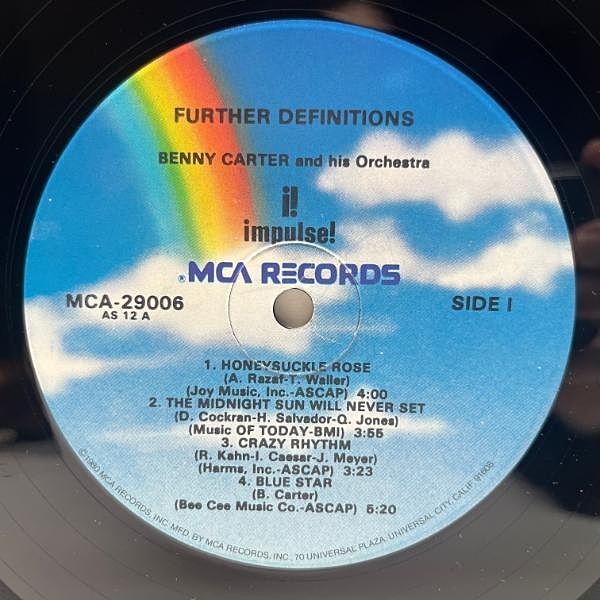 FURTHER DEFINITIONS
BENNY CARTER and his Orchestra
i!
impulse!
® MCA RECORDS
MCA-29006
AS 12 A
SIDE I
1. HONEYSUCKLE ROSE
(A. Razaf-T. Waller)
(Joy Music, Inc.-ASCAP) 4:00
2. THE MIDNIGHT SUN WILL NEVER SET
(D. Cockran-H. Salvador-Q. Jones)
(Music OF TODAY-BMI) 3:55
3. CRAZY RHYTHM
(R. Kahn-I. Caesar-J. Meyer)
(Harms, Inc.-ASCAP) 3:23
4. BLUE STAR
(B. Carter)
(Bee Cee Music Co.-ASCAP) 5:20
©1980 MCA RECORDS, INC. MFD. BY MCA RECORDS, INC., 70 UNIVERSAL PLAZA, UNIVERSAL CITY, CALIF. 91608